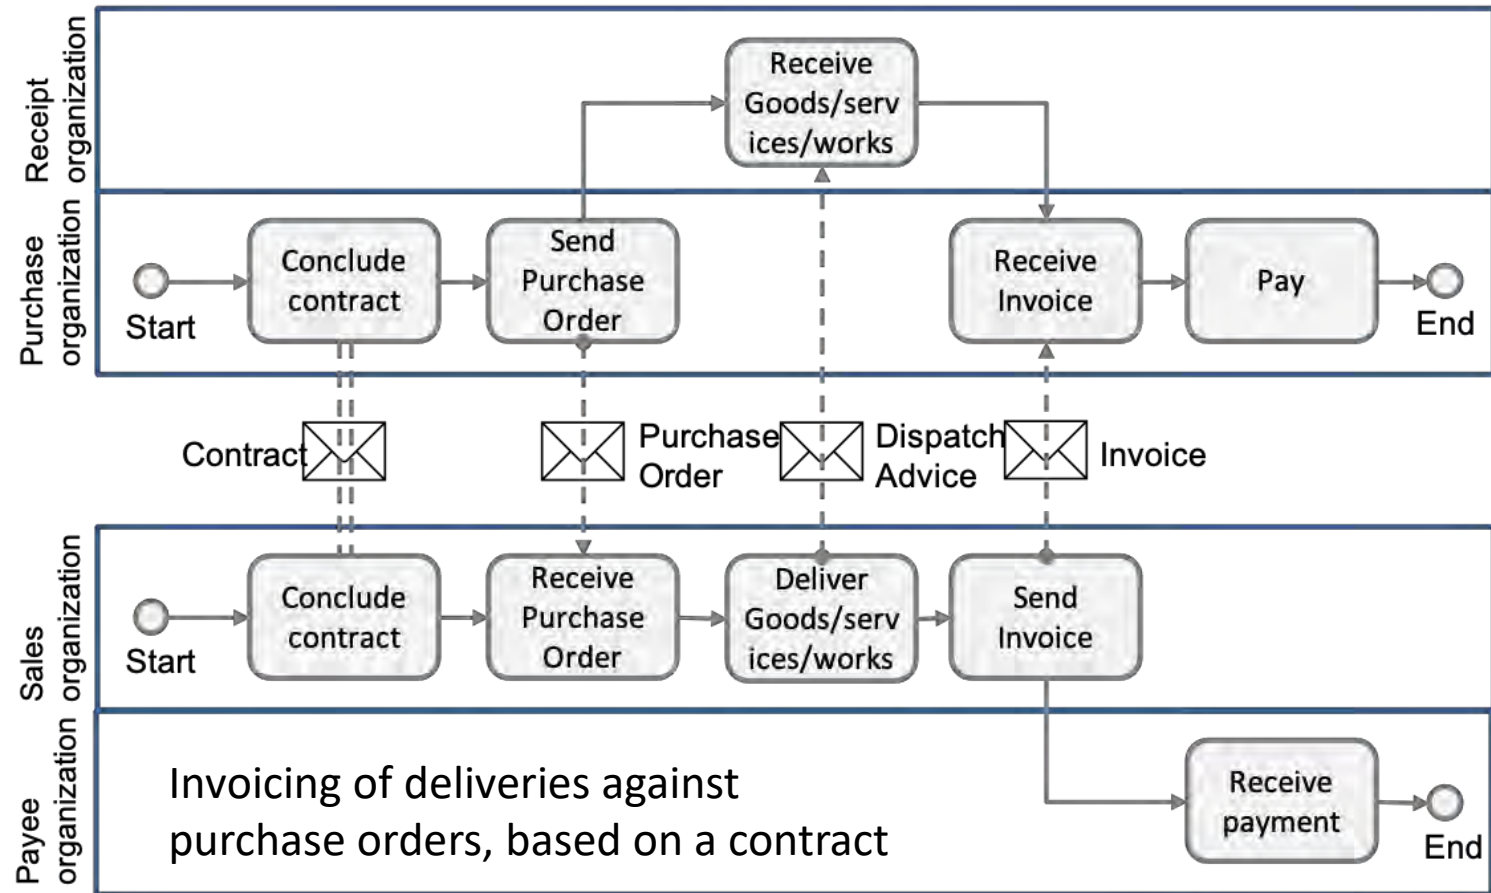 Receipt
organization
Receive
Goods/serv
ices/works
Purchase
organization
Start
Conclude
contract
Send
Purchase
Order
Receive
Invoice
Pay
End
Contract
Purchase
Order
Dispatch
Advice
Invoice
Sales
organization
Start
Conclude
contract
Receive
Purchase
Order
Deliver
Goods/serv
ices/works
Send
Invoice
Payee
organization
Invoicing of deliveries against
purchase orders, based on a contract
Receive
payment
End